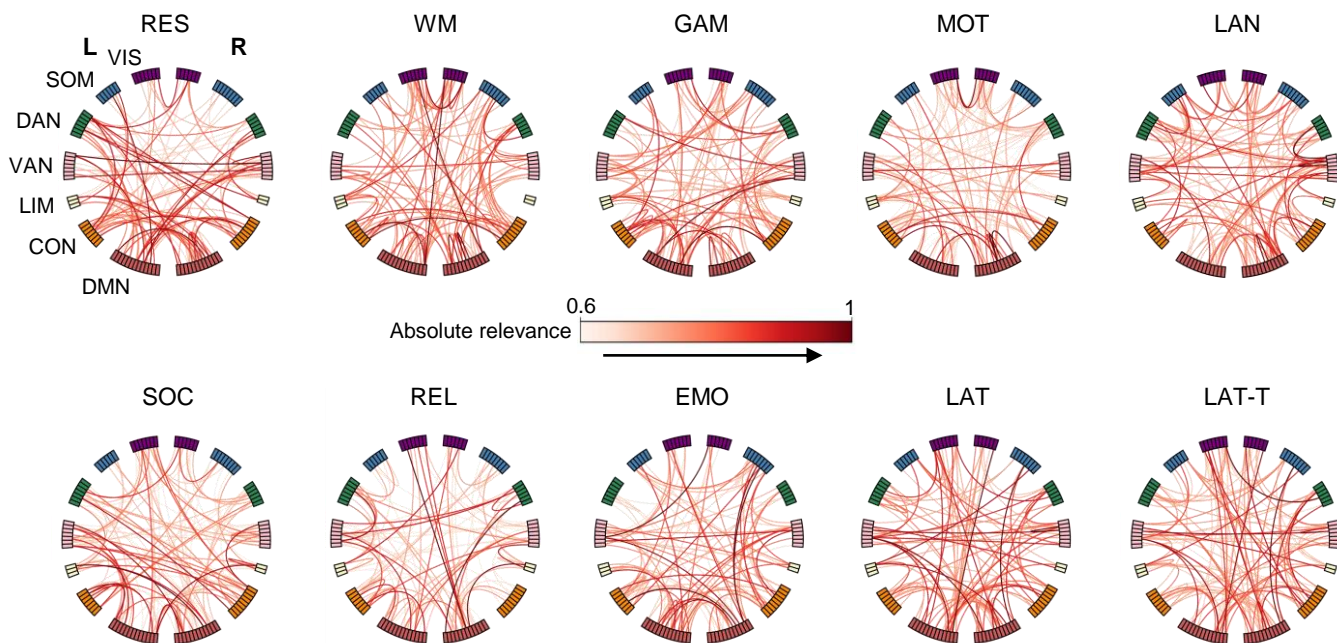 RES WM GAM MOT LAN
L R
VIS
SOM
DAN
VAN
LIM
CON
DMN
0.6 1
Absolute relevance
SOC REL EMO LAT LAT-T